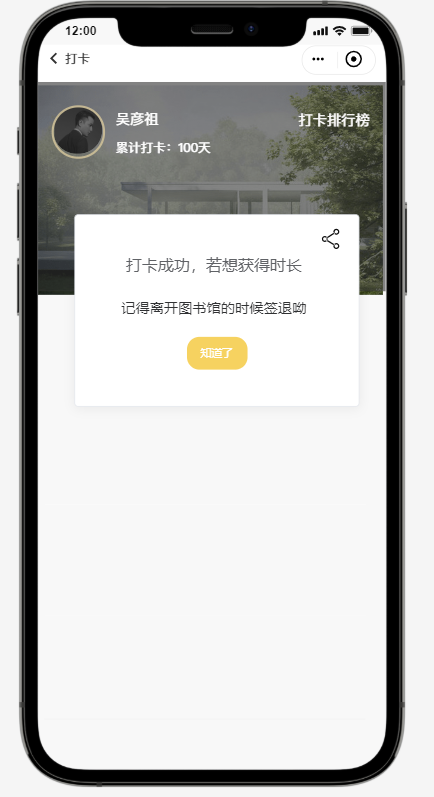 12:00
打卡
吴彦祖
打卡排行榜
累计打卡：100天
打卡成功，若想获得时长
记得离开图书馆的时候签退呦
知道了